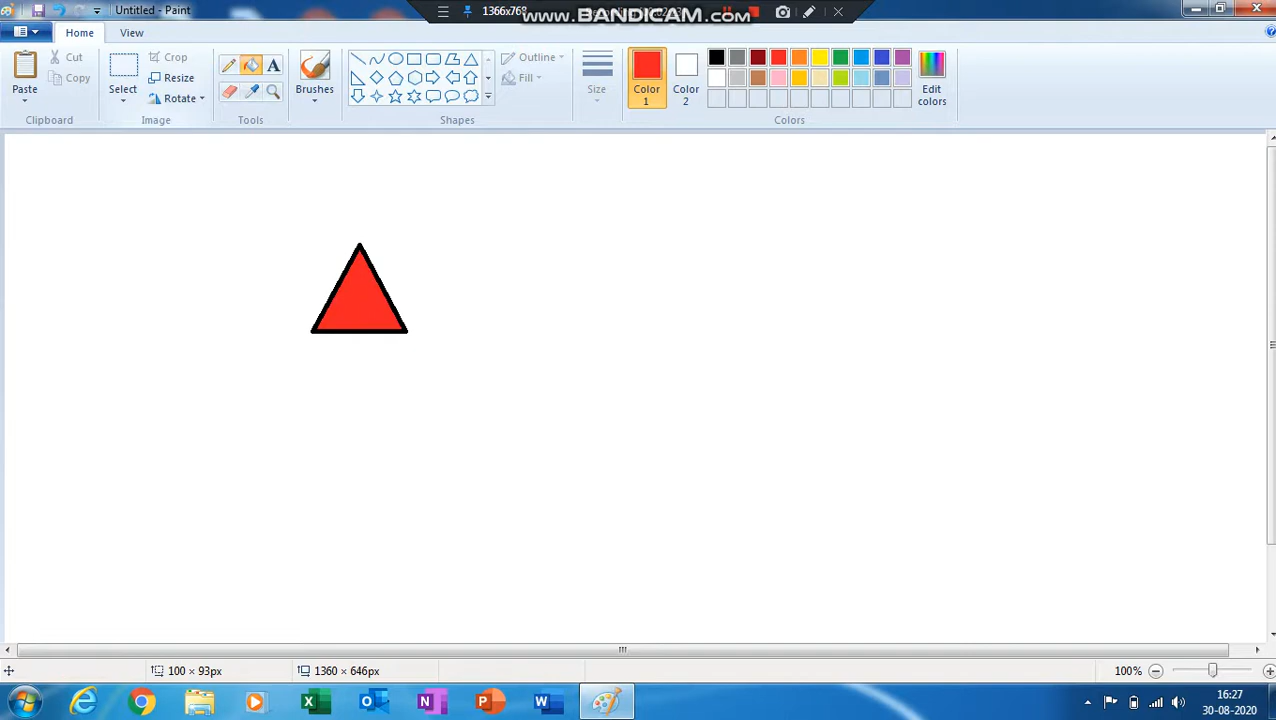 Untitled - Paint
1366x768
www.BANDICAM.com
Home View
Paste
Cut
Copy
Clipboard
Select
Crop
Resize
Rotate
Image
A
Tools
Brushes
Outline
Fill
Shapes
Size
Color
1
Color
2
Edit
colors
Colors
100 × 93px
1360 × 646px
100%
16:27
30-08-2020